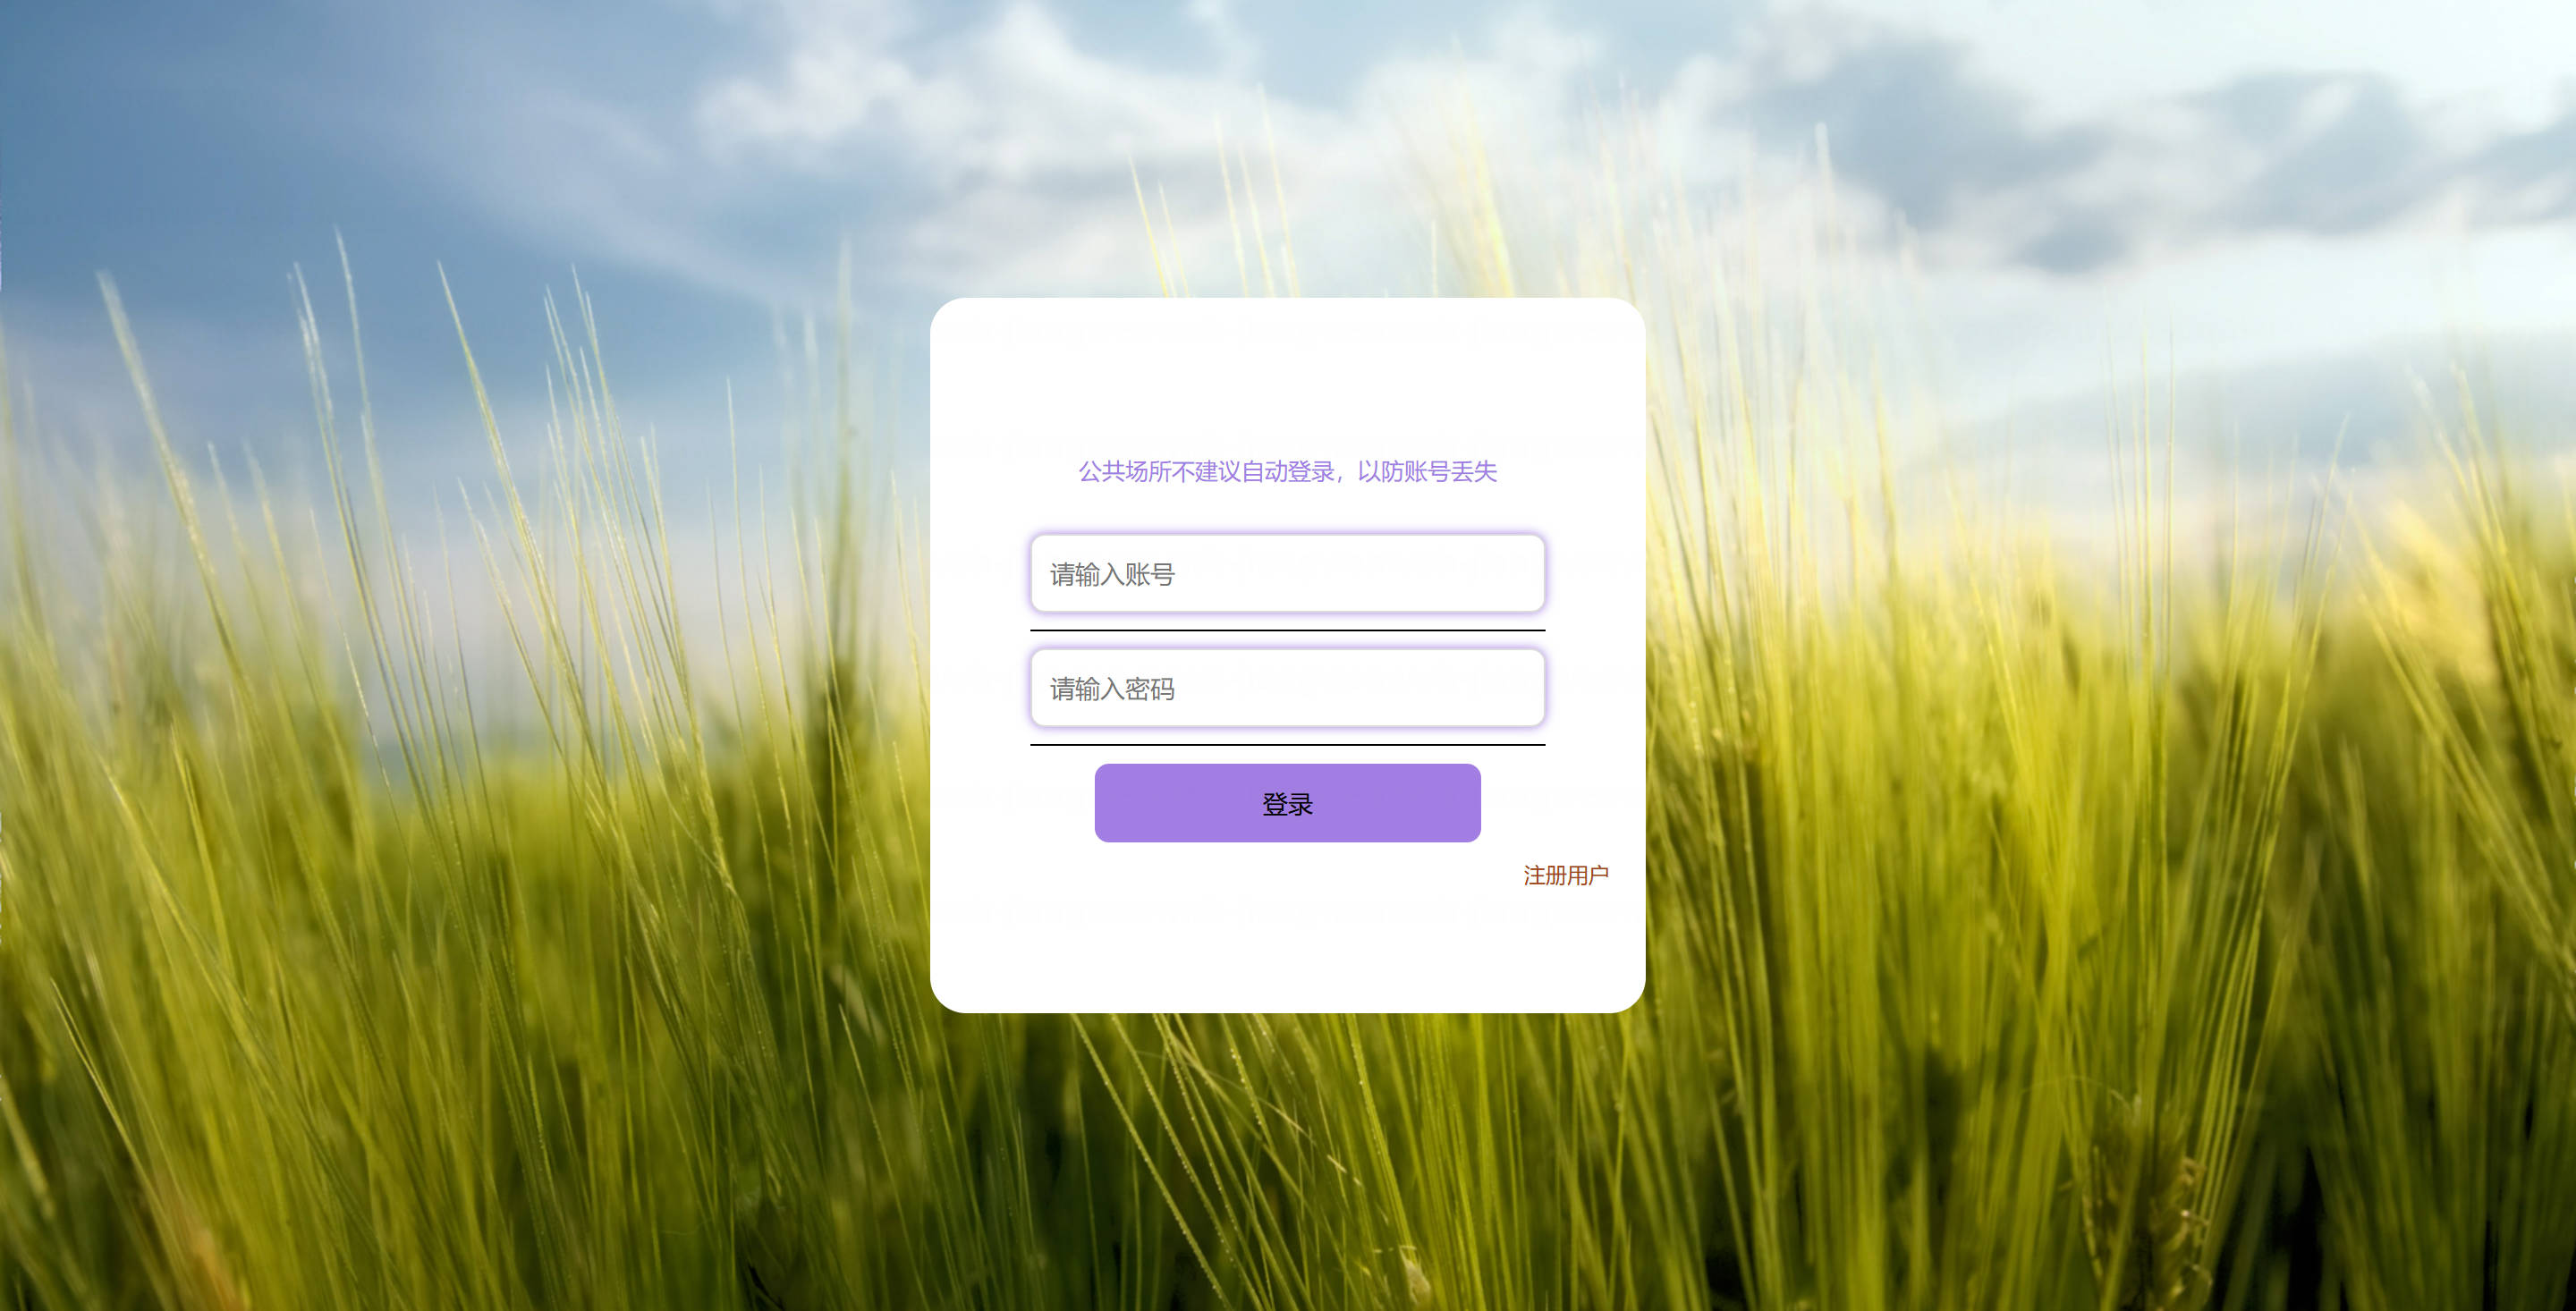 公共场所不建议自动登录，以防账号丢失
请输入账号
请输入密码
登录
注册用户